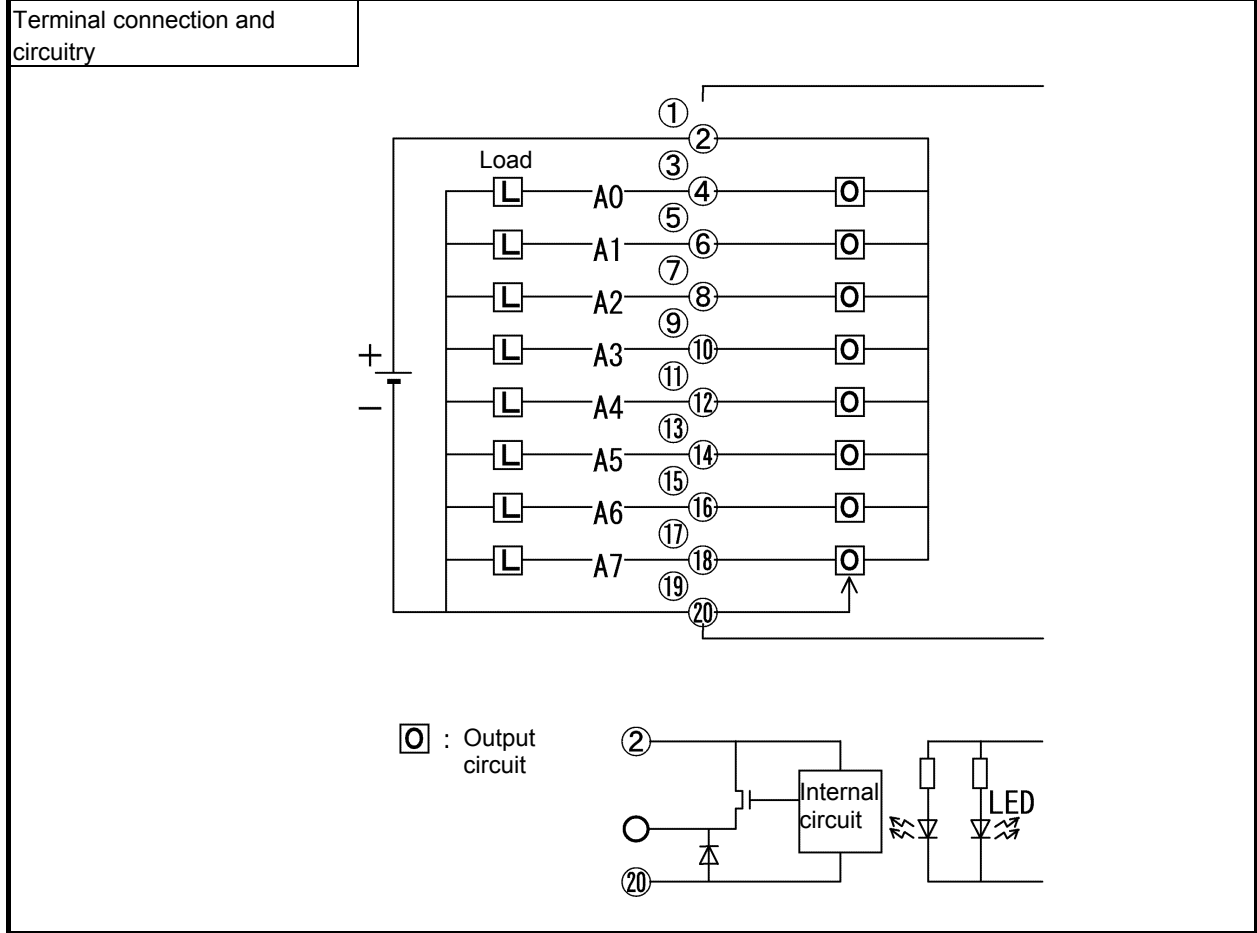 Terminal connection and
circuitry
①
②
Load
③
L A0 ④ O
⑤
L A1 ⑥ O
⑦
L A2 ⑧ O
⑨
L A3 ⑩ O
⑪
+
L A4 ⑫ O
−
⑬
L A5 ⑭ O
⑮
L A6 ⑯ O
⑰
L A7 ⑱ O
⑲
⑳
O : Output
circuit
②
Internal
circuit
LED
⑳